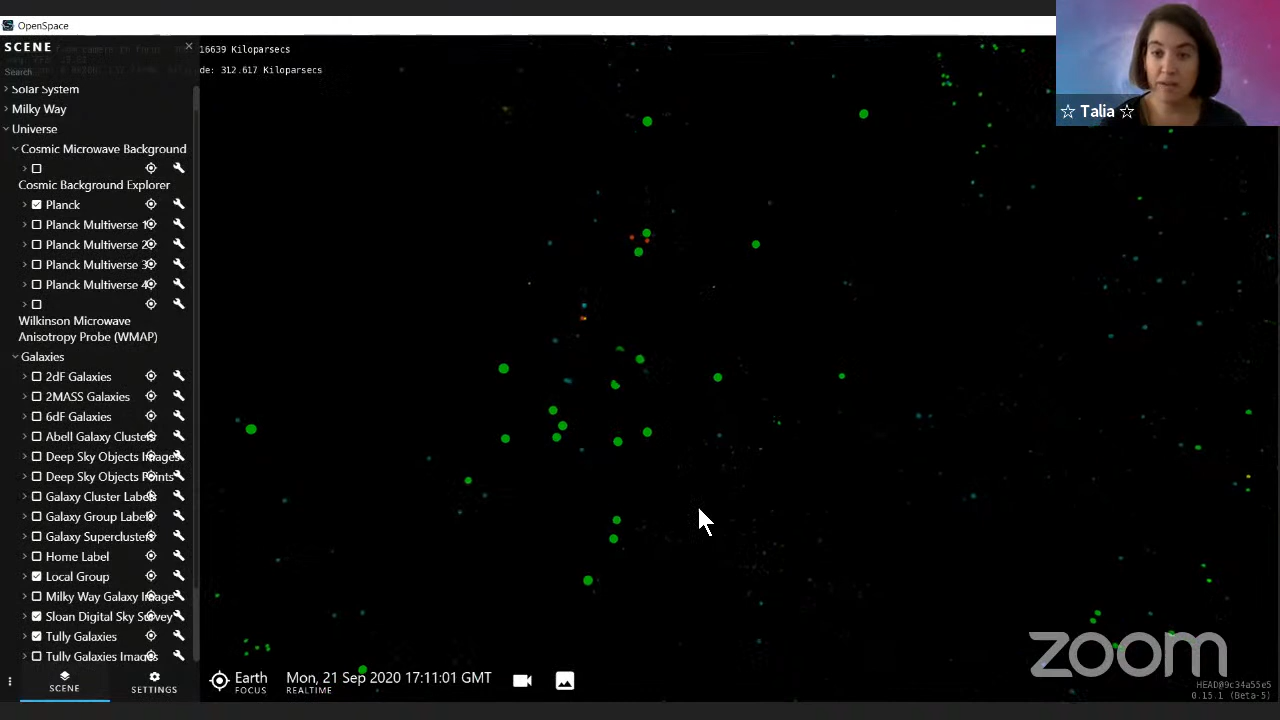 OpenSpace
SCENE
16639 Kiloparsecs
Search
de: 312.617 Kiloparsecs
Solar System
Milky Way
Universe
Cosmic Microwave Background
Cosmic Background Explorer
Planck
Planck Multiverse 1
Planck Multiverse 2
Planck Multiverse 3
Planck Multiverse 4
Wilkinson Microwave
Anisotropy Probe (WMAP)
Galaxies
2dF Galaxies
2MASS Galaxies
6dF Galaxies
Abell Galaxy Clusters
Deep Sky Objects Images
Deep Sky Objects Points
Galaxy Cluster Labels
Galaxy Group Labels
Galaxy Superclusters
Home Label
Local Group
Milky Way Galaxy Image
Sloan Digital Sky Survey
Tully Galaxies
Tully Galaxies Images
SCENE
SETTINGS
Earth
FOCUS
Mon, 21 Sep 2020 17:11:01 GMT
REALTIME
☆ Talia ☆
zoom
HEAD@9c34a55e5
0.15.1 (Beta-5)